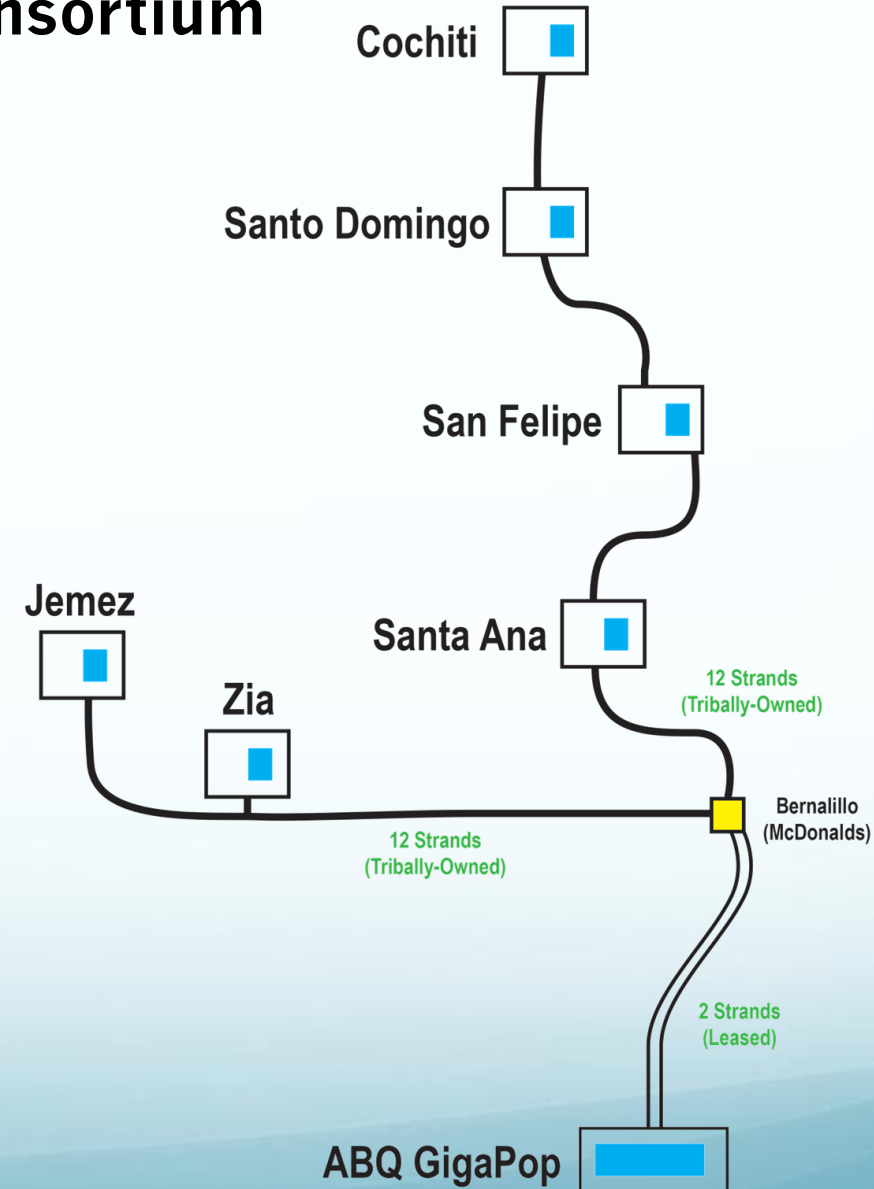 nsortium
Cochiti
Santo Domingo
San Felipe
Jemez
Santa Ana
Zia
12 Strands
(Tribally-Owned)
Bernalillo
(McDonalds)
12 Strands
(Tribally-Owned)
2 Strands
(Leased)
ABQ GigaPop